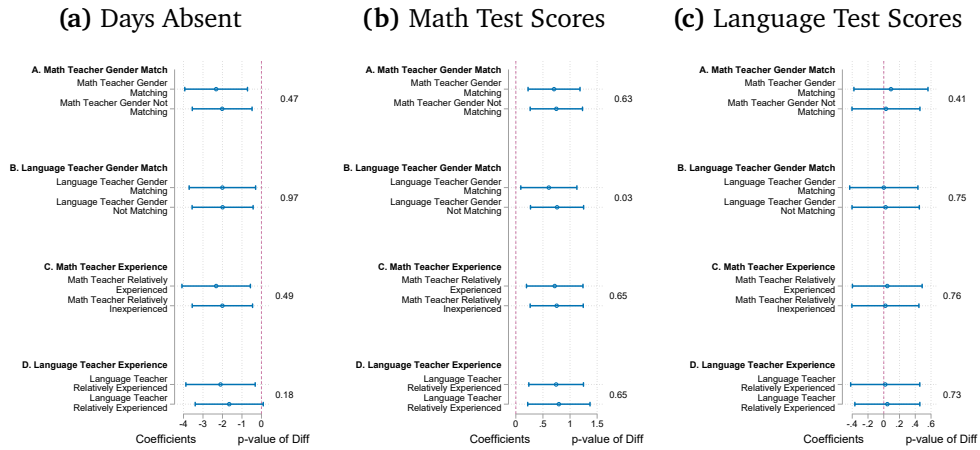 (a) Days Absent
A. Math Teacher Gender Match
Math Teacher Gender
Matching
Math Teacher Gender Not
Matching
0.47
B. Language Teacher Gender Match
Language Teacher Gender
Matching
Language Teacher Gender
Not Matching
0.97
C. Math Teacher Experience
Math Teacher Relatively
Experienced
Math Teacher Relatively
Inexperienced
0.49
D. Language Teacher Experience
Language Teacher
Relatively Experienced
Language Teacher
Relatively Experienced
0.18
-4 -3 -2 -1 0
Coefficients p-value of Diff
(b) Math Test Scores
A. Math Teacher Gender Match
Math Teacher Gender
Matching
Math Teacher Gender Not
Matching
0.63
B. Language Teacher Gender Match
Language Teacher Gender
Matching
Language Teacher Gender
Not Matching
0.03
C. Math Teacher Experience
Math Teacher Relatively
Experienced
Math Teacher Relatively
Inexperienced
0.65
D. Language Teacher Experience
Language Teacher
Relatively Experienced
Language Teacher
Relatively Experienced
0.65
0 .5 1 1.5
Coefficients p-value of Diff
(c) Language Test Scores
A. Math Teacher Gender Match
Math Teacher Gender
Matching
Math Teacher Gender Not
Matching
0.41
B. Language Teacher Gender Match
Language Teacher Gender
Matching
Language Teacher Gender
Not Matching
0.75
C. Math Teacher Experience
Math Teacher Relatively
Experienced
Math Teacher Relatively
Inexperienced
0.76
D. Language Teacher Experience
Language Teacher
Relatively Experienced
Language Teacher
Relatively Experienced
0.73
-.4 -.2 0 .2 .4 .6
Coefficients p-value of Diff